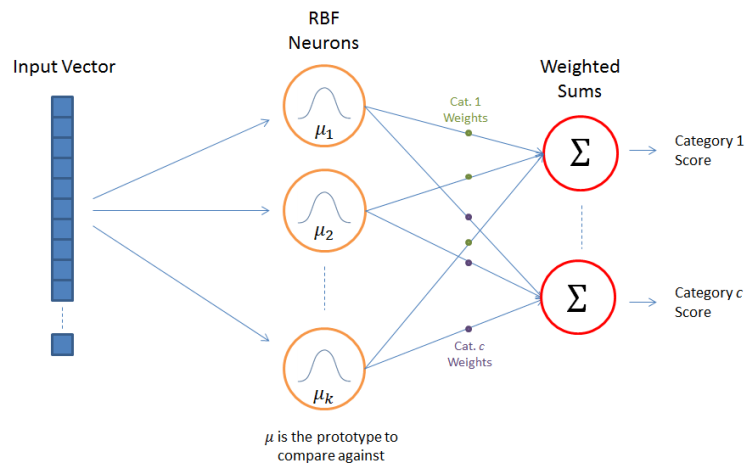 RBF
Neurons
Input Vector
Weighted
Sums
Cat. 1
Weights
μ₁
Σ
Category 1
Score
μ₂
Σ
Category c
Score
Cat. c
Weights
μₖ
μ is the prototype to
compare against